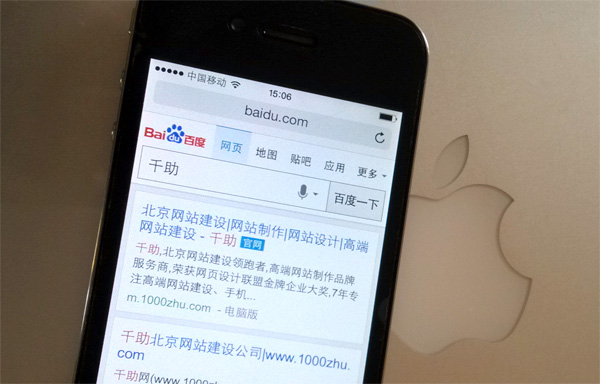 中国移动
15:06
baidu.com
Bai du 百度 网页 地图 贴吧 应用 更多
千助 百度一下
北京网站建设|网站制作|网站设计|高端
网站建设 - 千助 官网
千助,北京网站建设领跑者,高端网站制作品牌
服务商,荣获网页设计联盟金牌企业大奖,7年专
注高端网站建设、手机...
m.1000zhu.com - 电脑版
千助北京网站建设公司|www.1000zhu.
com
千助网(www.1000zhu.com)